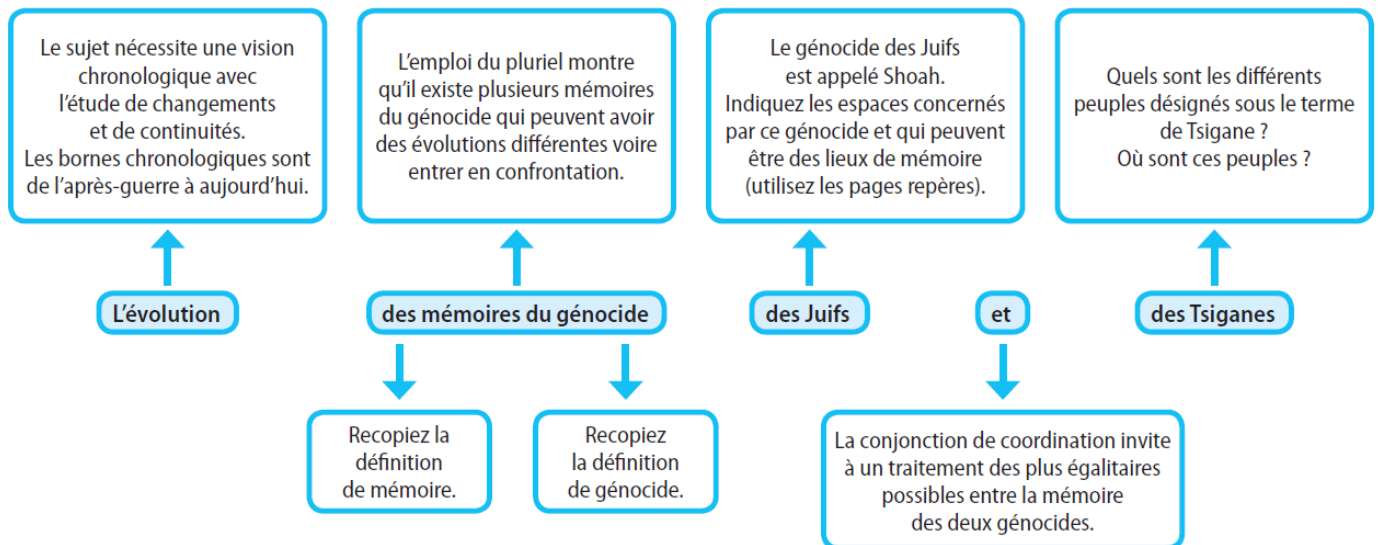 Le sujet nécessite une vision
chronologique avec
l’étude de changements
et de continuités.
Les bornes chronologiques sont
de l’après-guerre à aujourd’hui.
L’emploi du pluriel montre
qu’il existe plusieurs mémoires
du génocide qui peuvent avoir
des évolutions différentes voire
entrer en confrontation.
Le génocide des Juifs
est appelé Shoah.
Indiquez les espaces concernés
par ce génocide et qui peuvent
être des lieux de mémoire
(utilisez les pages repères).
Quels sont les différents
peuples désignés sous le terme
de Tsigane ?
Où sont ces peuples ?
L’évolution
des mémoires du génocide
des Juifs
et
des Tsiganes
Recopiez la
définition
de mémoire.
Recopiez
la définition
de génocide.
La conjonction de coordination invite
à un traitement des plus égalitaires
possibles entre la mémoire
des deux génocides.